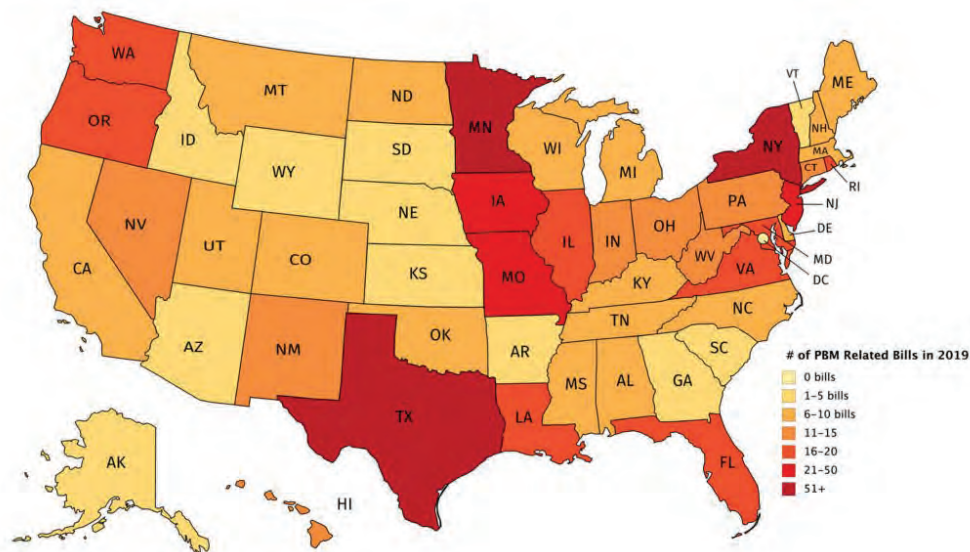 WA
MT
ND
MN
VT
ME
OR
ID
SD
WI
NH
NY
MA
WY
MI
CT
RI
IA
NE
PA
NJ
NV
OH
IL
IN
DE
UT
CO
WV
MD
CA
KS
MO
VA
DC
KY
NC
TN
AZ
NM
OK
AR
SC
MS
AL
GA
TX
LA
FL
AK
HI
# of PBM Related Bills in 2019
0 bills
1–5 bills
6–10 bills
11–15
16–20
21–50
51+